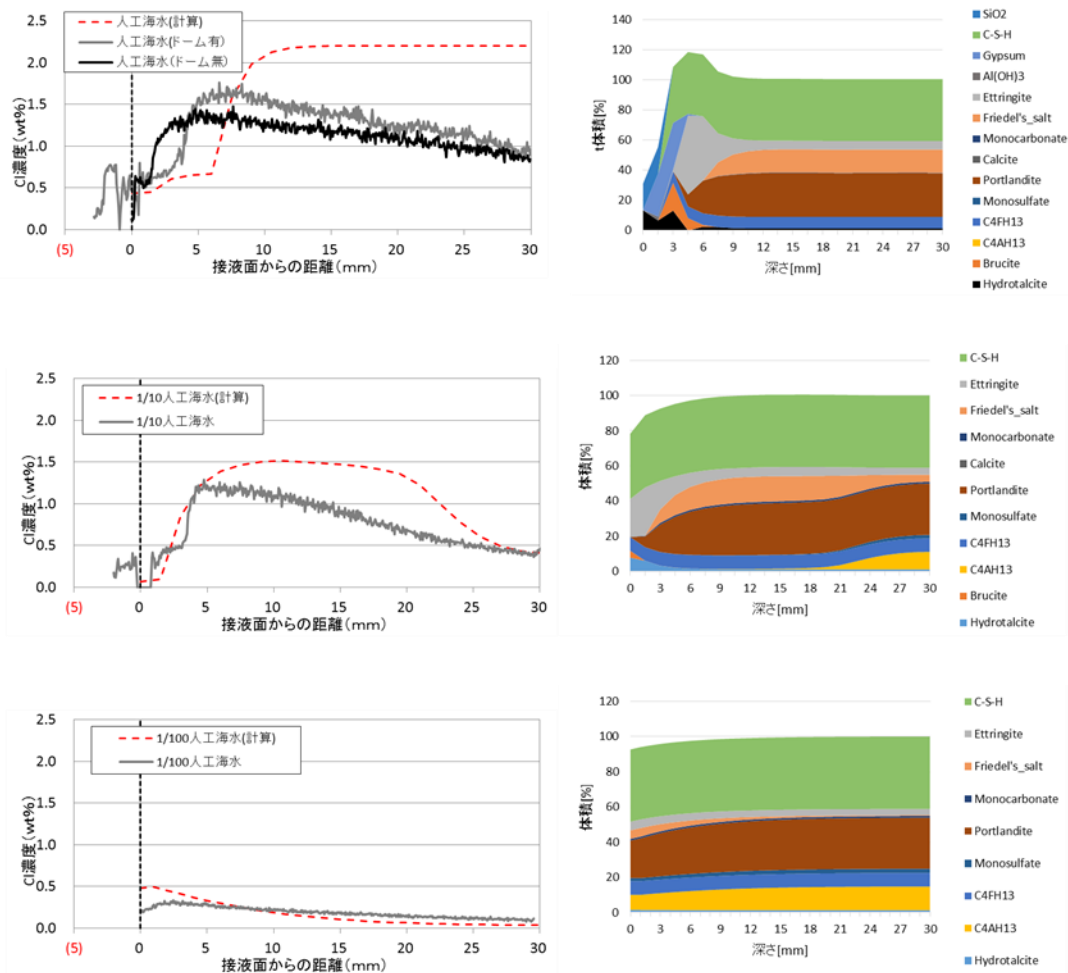 2.5
2.0
1.5
1.0
0.5
0.0
Cl濃度(wt%)
人工海水(計算)
人工海水(ドーム有)
人工海水(ドーム無)
(5) 0 5 10 15 20 25 30
接液面からの距離(mm)
140
120
100
80
60
40
20
0
t体積[%]
0 3 6 9 12 15 18 21 24 27 30
深さ[mm]
SiO2
C-S-H
Gypsum
Al(OH)3
Ettringite
Friedel's_salt
Monocarbonate
Calcite
Portlandite
Monosulfate
C4FH13
C4AH13
Brucite
Hydrotalcite
2.5
2.0
1.5
1.0
0.5
0.0
Cl濃度(wt%)
1/10人工海水(計算)
1/10人工海水
(5) 0 5 10 15 20 25 30
接液面からの距離(mm)
120
100
80
60
40
20
0
体積[%]
0 3 6 9 12 15 18 21 24 27 30
深さ[mm]
C-S-H
Ettringite
Friedel's_salt
Monocarbonate
Calcite
Portlandite
Monosulfate
C4FH13
C4AH13
Brucite
Hydrotalcite
2.5
2.0
1.5
1.0
0.5
0.0
Cl濃度(wt%)
1/100人工海水(計算)
1/100人工海水
(5) 0 5 10 15 20 25 30
接液面からの距離(mm)
120
100
80
60
40
20
0
体積[%]
0 3 6 9 12 15 18 21 24 27 30
深さ[mm]
C-S-H
Ettringite
Friedel's_salt
Monocarbonate
Portlandite
Monosulfate
C4FH13
C4AH13
Hydrotalcite